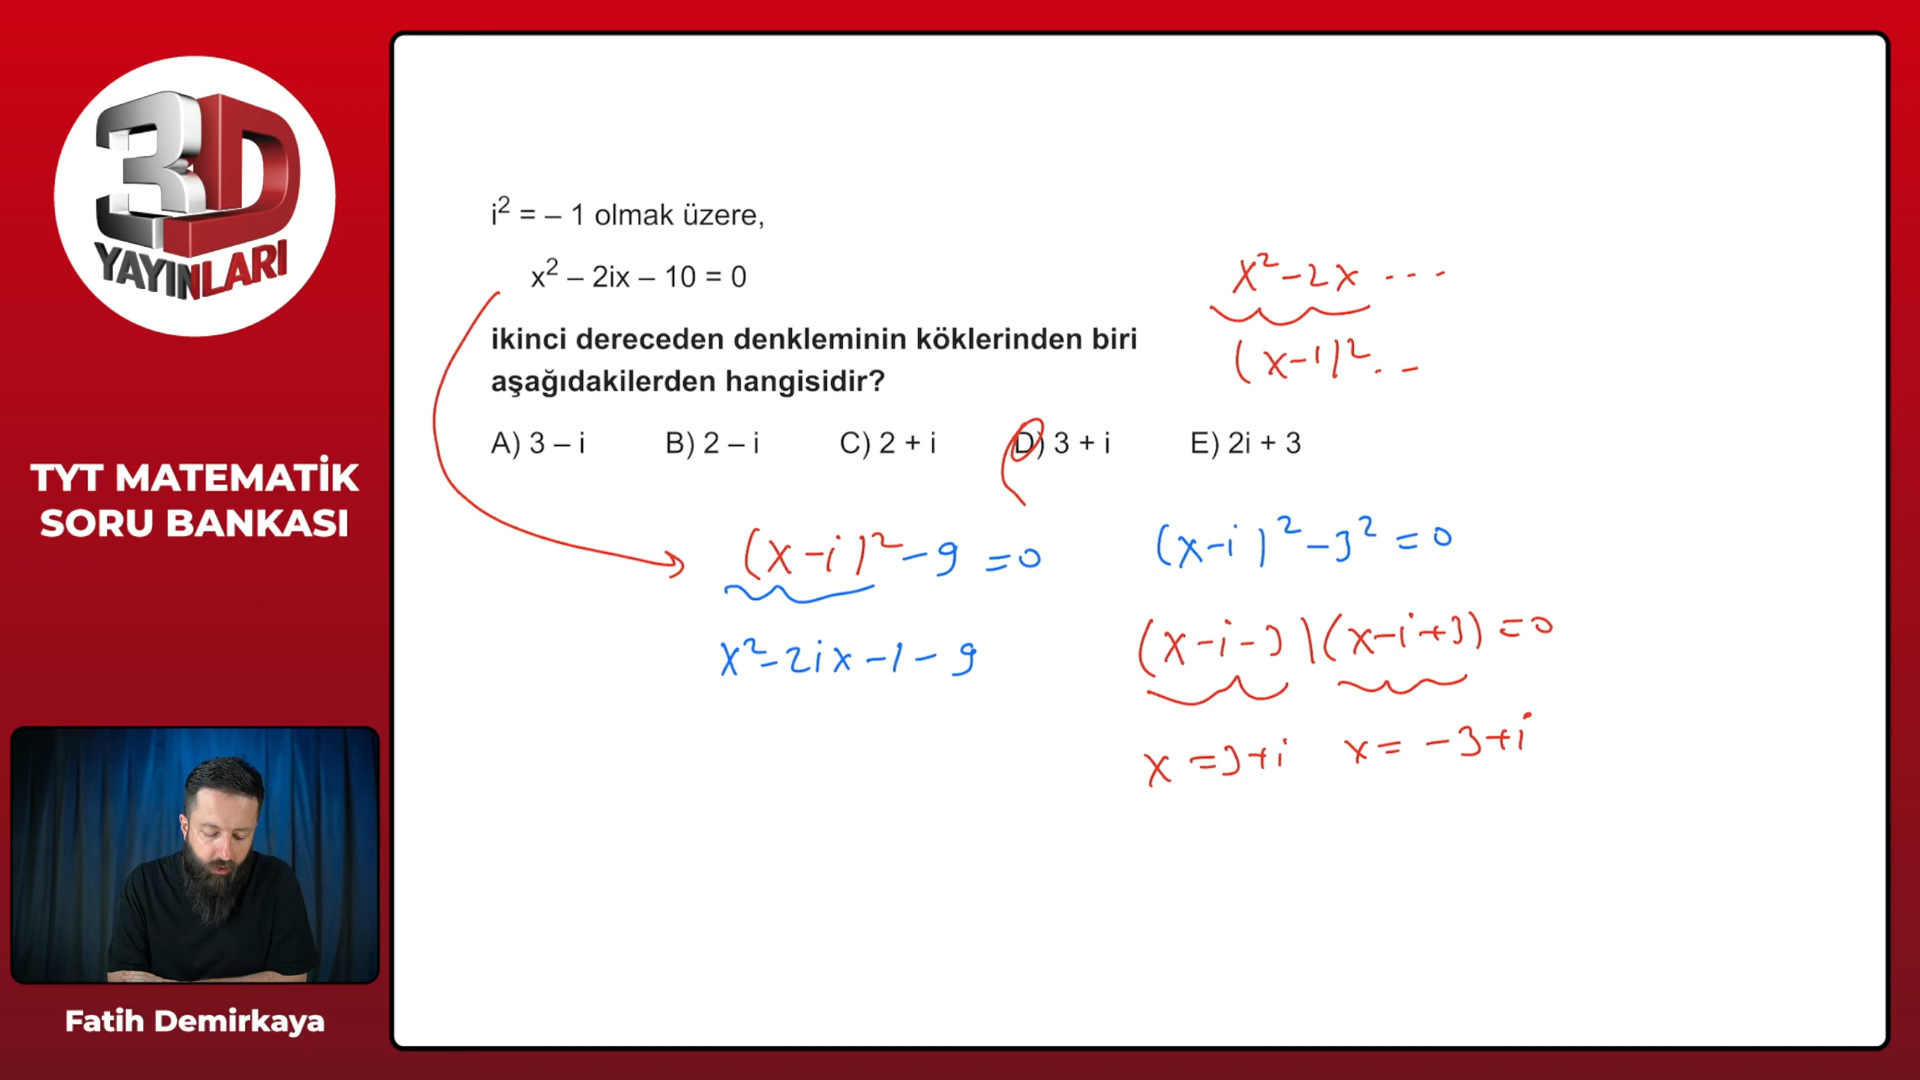 3D
YAYINLARI
TYT MATEMATİK
SORU BANKASI
Fatih Demirkaya
i² = – 1 olmak üzere,
x² – 2ix – 10 = 0
ikinci dereceden denkleminin köklerinden biri
aşağıdakilerden hangisidir?
A) 3 – i B) 2 – i C) 2 + i D) 3 + i E) 2i + 3
x² – 2x ...
(x–1)² . –
(x–i)² – 9 = 0
x² – 2ix – 1 – 9
(x–i)² – 3² = 0
(x–i–3)(x–i+3) = 0
x = 3+i x = –3+i